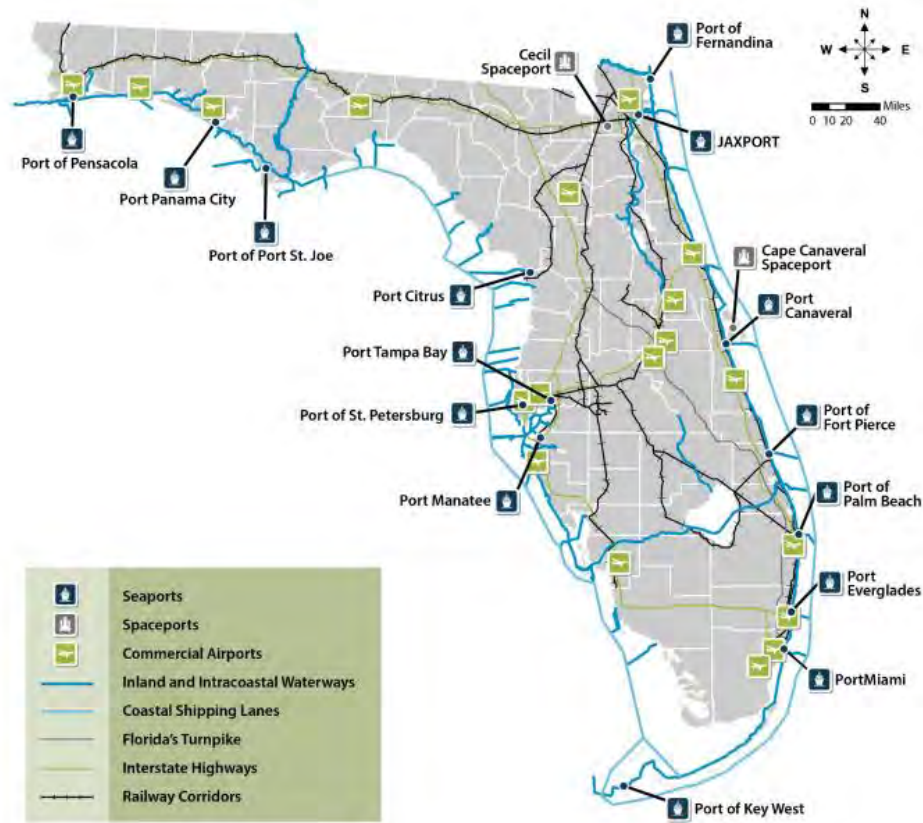 N
W
E
S
Miles
0 10 20 40
Port of
Fernandina
Cecil
Spaceport
JAXPORT
Port of Pensacola
Port Panama City
Port of Port St. Joe
Cape Canaveral
Spaceport
Port Citrus
Port
Canaveral
Port Tampa Bay
Port of St. Petersburg
Port of
Fort Pierce
Port Manatee
Port of
Palm Beach
Port
Everglades
PortMiami
Port of Key West
Seaports
Spaceports
Commercial Airports
Inland and Intracoastal Waterways
Coastal Shipping Lanes
Florida's Turnpike
Interstate Highways
Railway Corridors